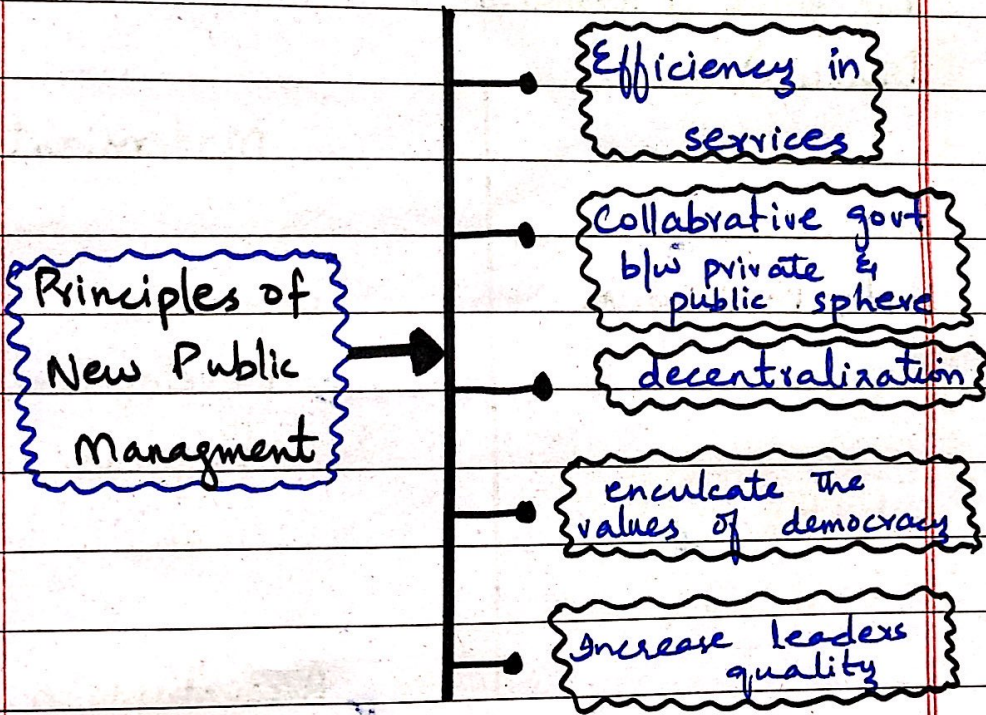 Principles of
New Public
Managment
Efficiency in
services
Collabrative govt
b/w private &
public sphere
decentralization
enculcate the
values of democracy
Increase leaders
quality